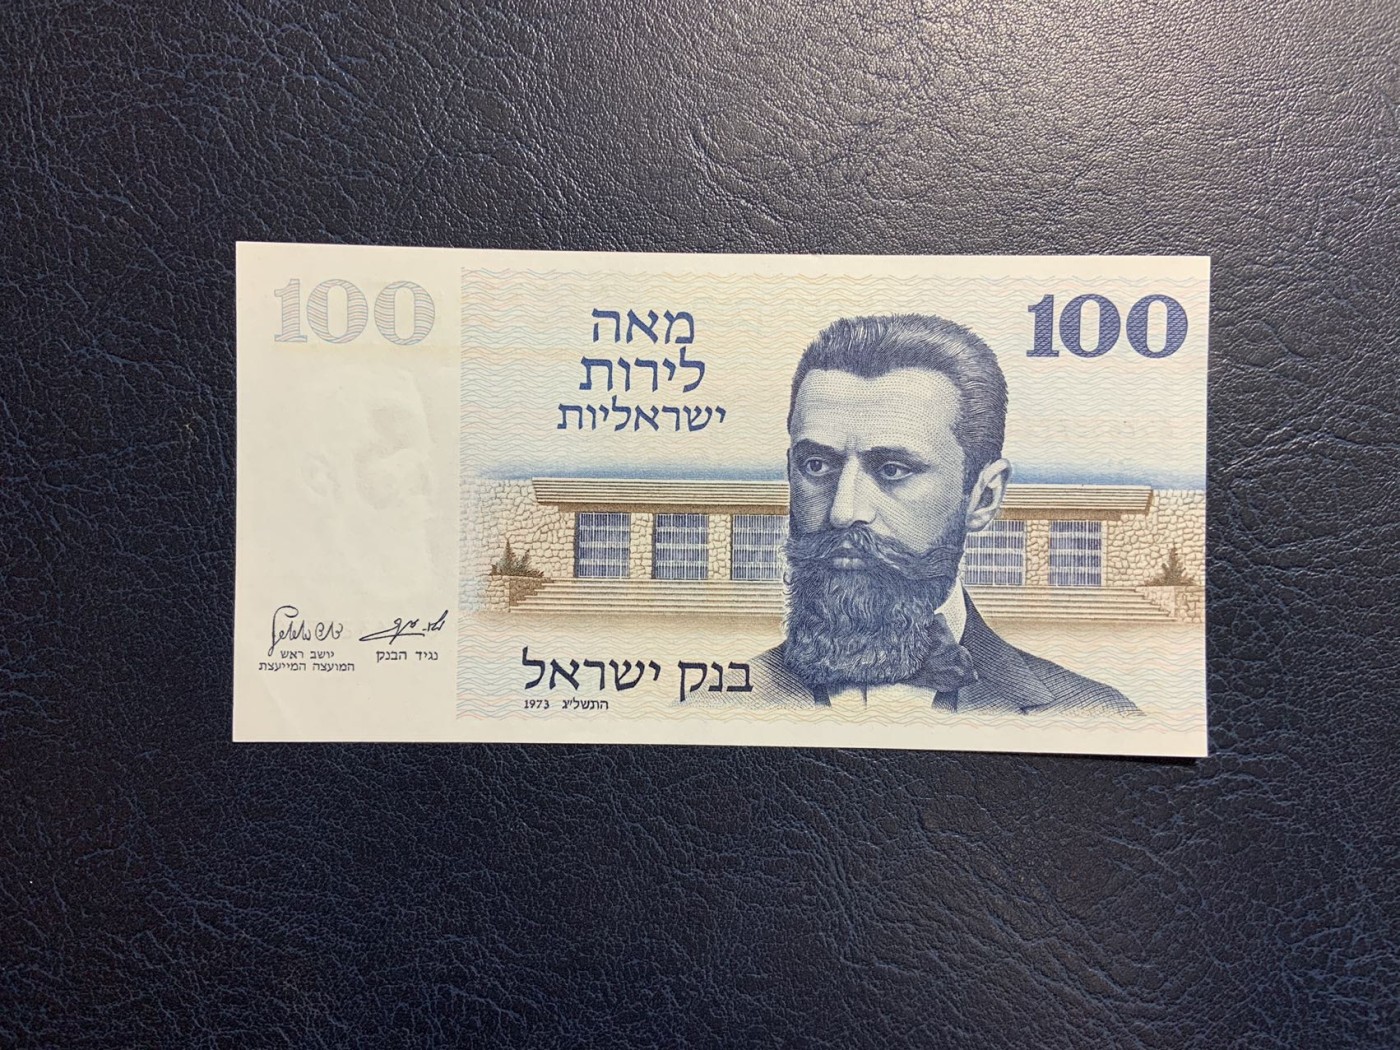 100
100
מאה
לירות
ישראליות
נגיד הבנק
יושב ראש
המועצה המייעצת
בנק ישראל
התשל"ג 1973